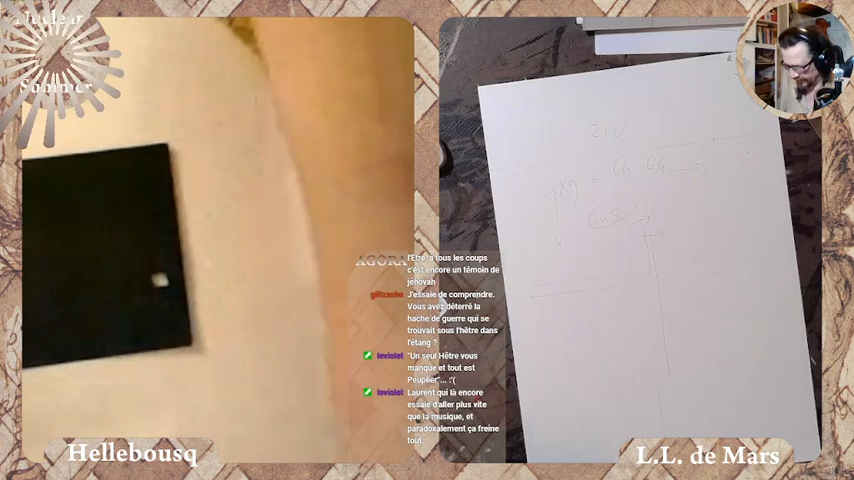 Nuclear
Summer
AGORA
l'Etre, à tous les coups
c'est encore un témoin de
jéhovah
J'essaie de comprendre.
Vous avez déterré la
hache de guerre qui se
trouvait sous l'hêtre dans
l'étang ?
leviolet "Un seul Hêtre vous
manque et tout est
Peuplier"... :'(
leviolet Laurent qui là encore
essaie d'aller plus vite
que la musique, et
paradoxalement ça freine
tout
210
64
Hellebousq
L.L. de Mars